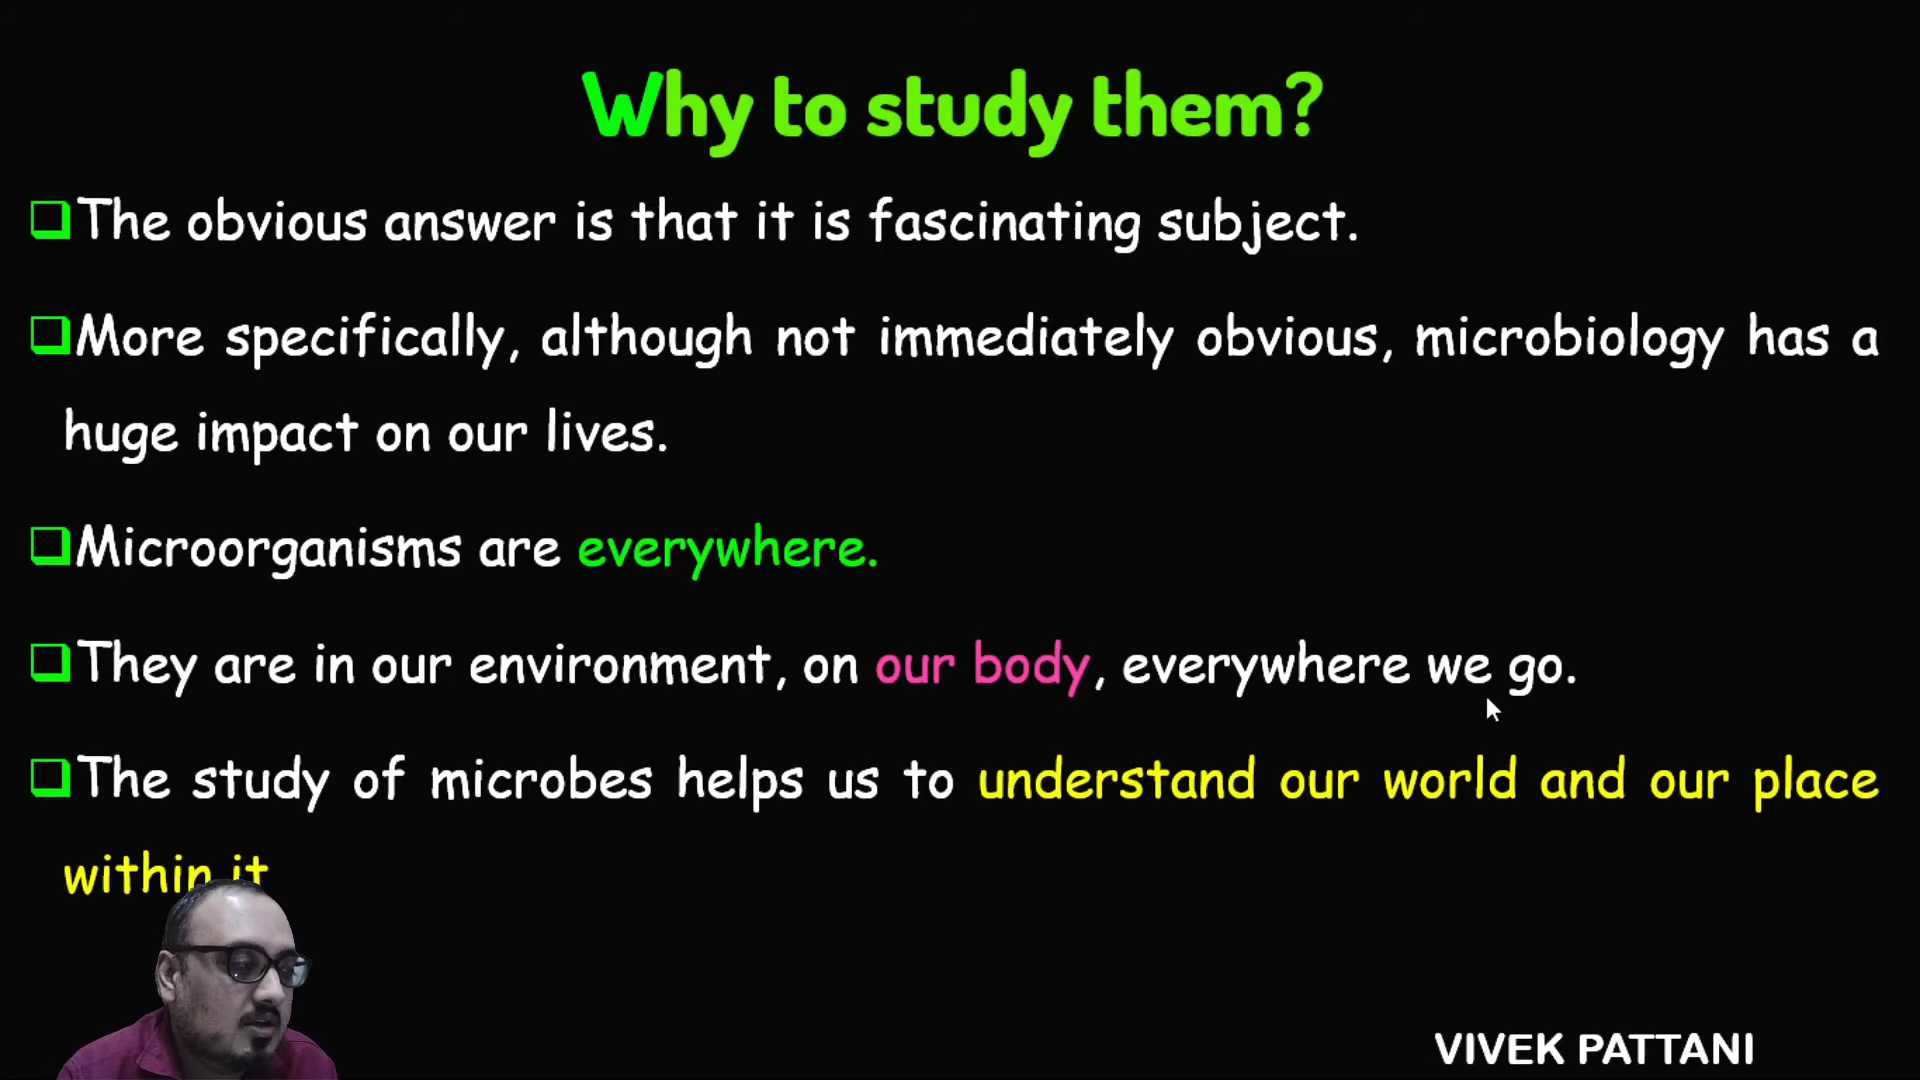 Why to study them?
The obvious answer is that it is fascinating subject.
More specifically, although not immediately obvious, microbiology has a
huge impact on our lives.
Microorganisms are everywhere.
They are in our environment, on our body, everywhere we go.
The study of microbes helps us to understand our world and our place
within it
VIVEK PATTANI